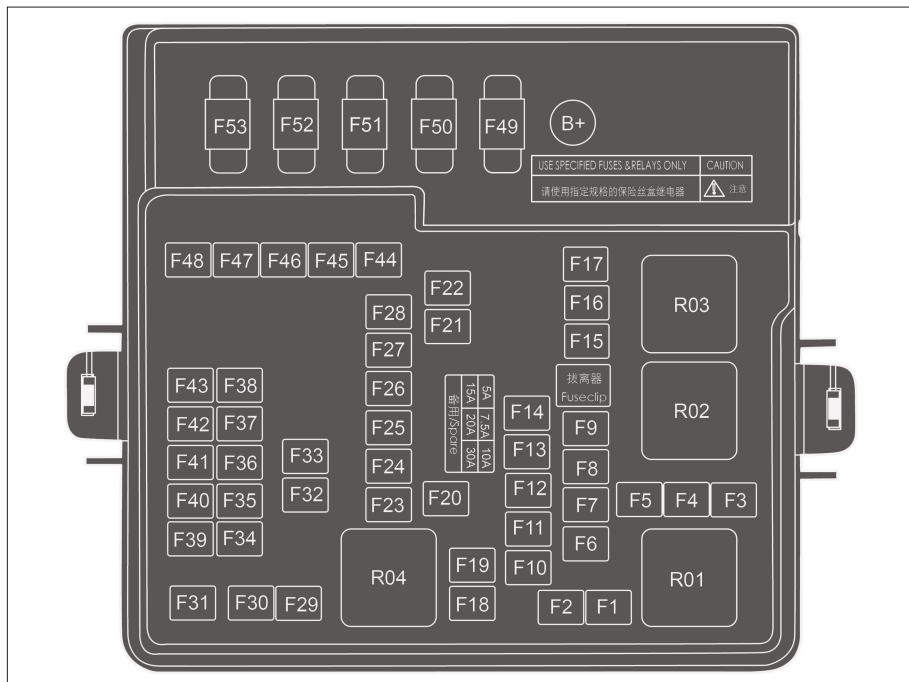 F53 F52 F51 F50 F49 B+
USE SPECIFIED FUSES &RELAYS ONLY CAUTION
请使用指定规格的保险丝盒继电器 注意
F48 F47 F46 F45 F44
F17
F22
F16
R03
F28
F21
F15
F27
拔离器
Fuseclip
F43 F38
F26
5A 7.5A 10A
15A 20A 30A
备用/Spare
F14
R02
F42 F37
F25
F9
F13
F41 F36
F33
F24
F8
F12
F40 F35
F32
F23
F20
F7
F5 F4 F3
F11
F39 F34
F6
R04
F19
F10
R01
F31 F30 F29
F18
F2 F1